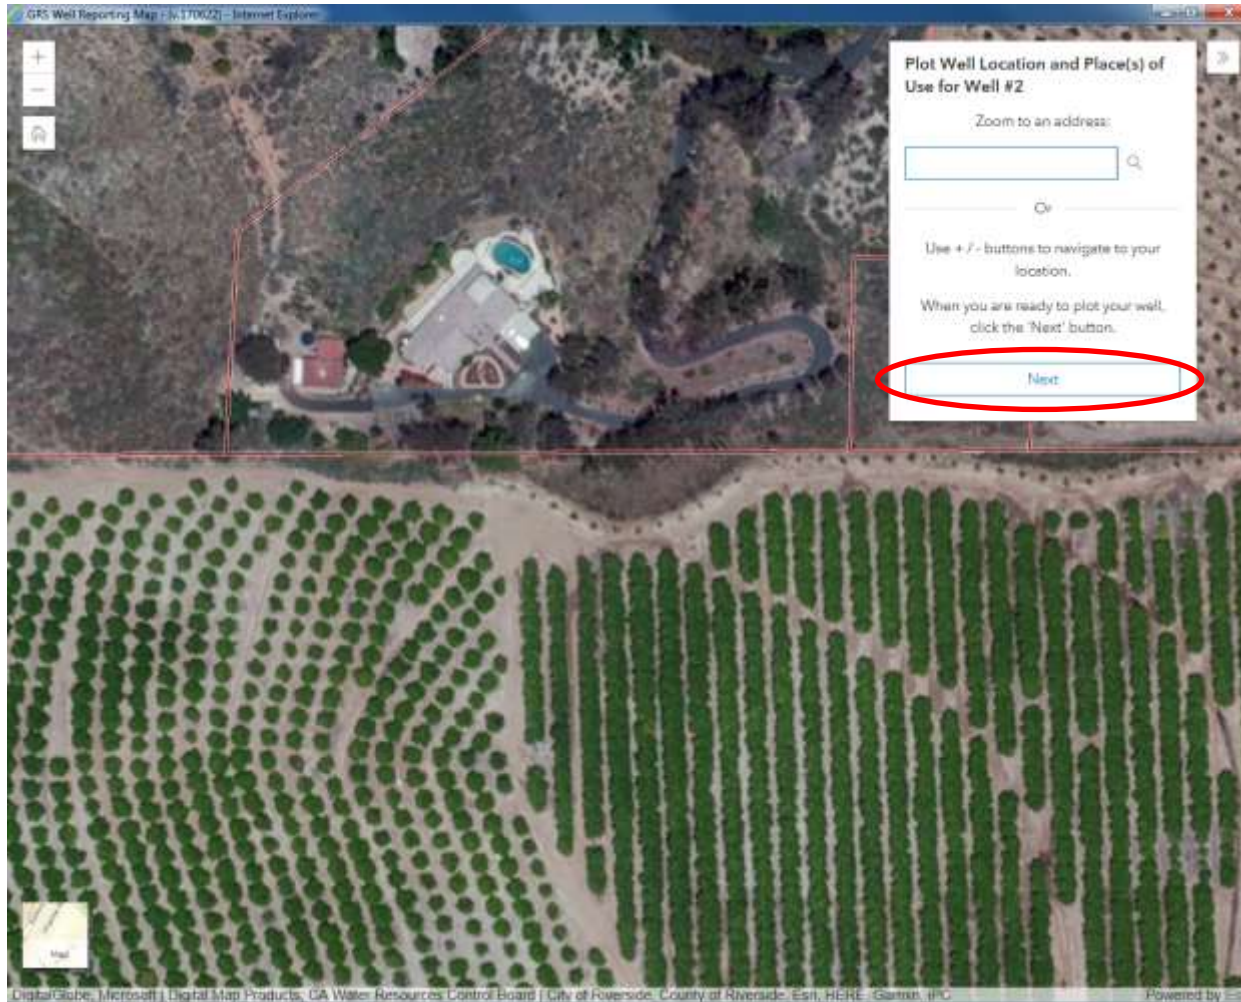 GRS Well Reporting Map - (v.170622) - Internet Explorer
Plot Well Location and Place(s) of
Use for Well #2
Zoom to an address:
Or
Use + / - buttons to navigate to your
location.
When you are ready to plot your well,
click the 'Next' button.
Next
Map
DigitalGlobe, Microsoft | Digital Map Products, CA Water Resources Control Board | City of Riverside, County of Riverside, Esri, HERE, Garmin, IPC
Powered by